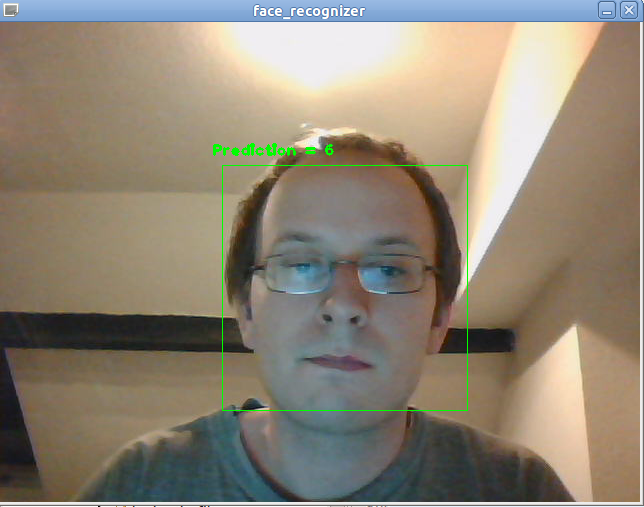 face_recognizer
Prediction = 6